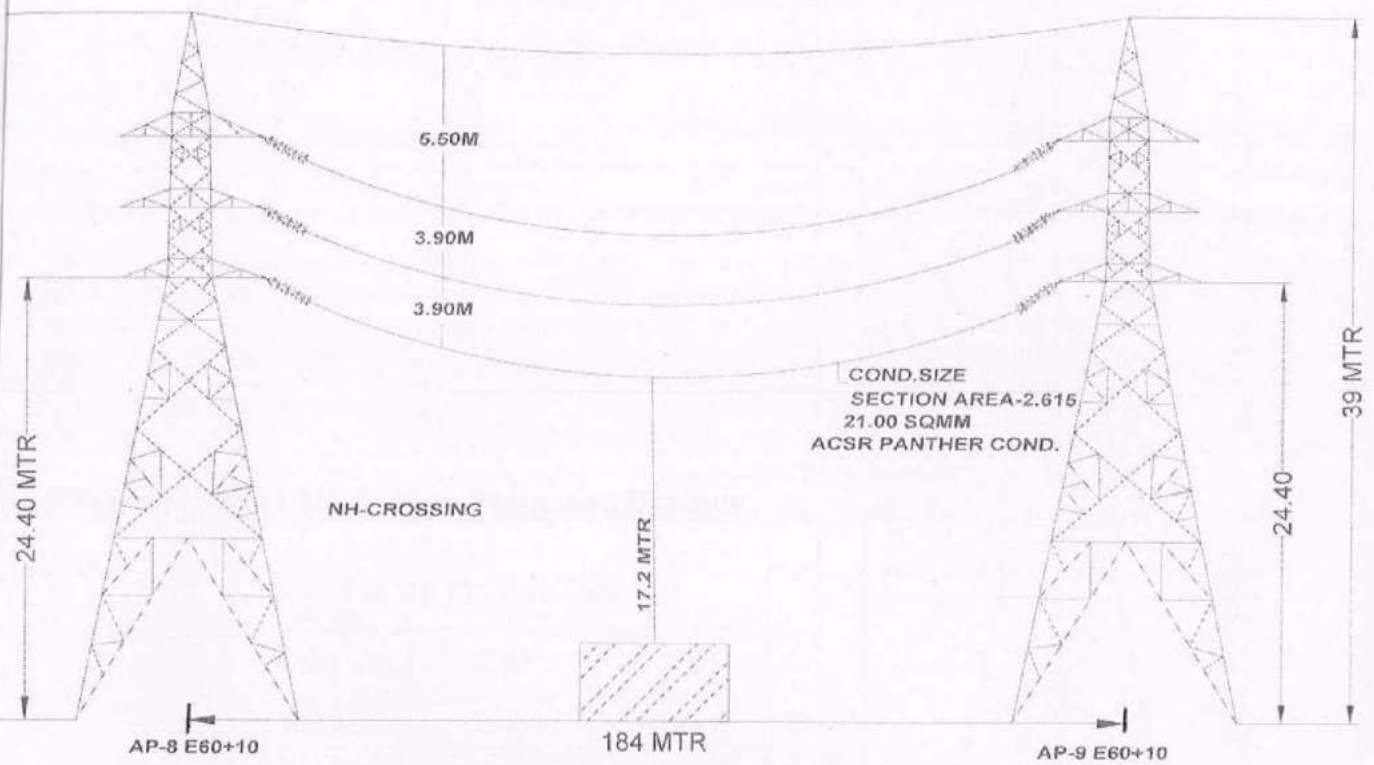 5.50M
3.90M
3.90M
COND.SIZE
SECTION AREA-2.615
21.00 SQMM
ACSR PANTHER COND.
39 MTR
24.40 MTR
24.40
NH-CROSSING
17.2 MTR
184 MTR
AP-8 E60+10
AP-9 E60+10